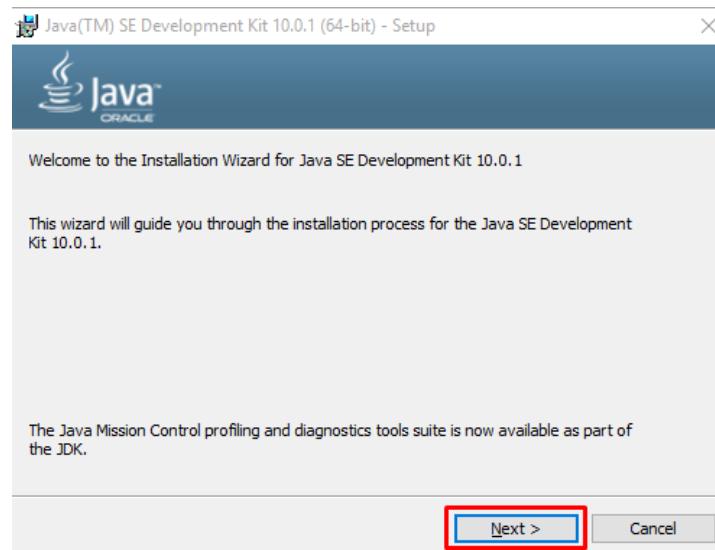 Java(TM) SE Development Kit 10.0.1 (64-bit) - Setup
Java™
ORACLE
Welcome to the Installation Wizard for Java SE Development Kit 10.0.1
This wizard will guide you through the installation process for the Java SE Development
Kit 10.0.1.
The Java Mission Control profiling and diagnostics tools suite is now available as part of
the JDK.
Next >
Cancel